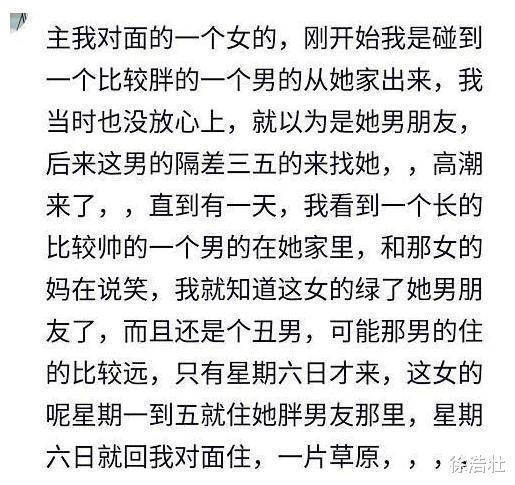 主我对面的一个女的，刚开始我是碰到
一个比较胖的一个男的从她家出来，我
当时也没放心上，就以为是她男朋友，
后来这男的隔差三五的来找她，，高潮
来了，，直到有一天，我看到一个长的
比较帅的一个男的在她家里，和那女的
妈在说笑，我就知道这女的绿了她男朋
友了，而且还是个丑男，可能那男的住
的比较远，只有星期六日才来，这女的
呢星期一到五就住她胖男友那里，星期
六日就回我对面住，一片草原，，，，
徐浩壮